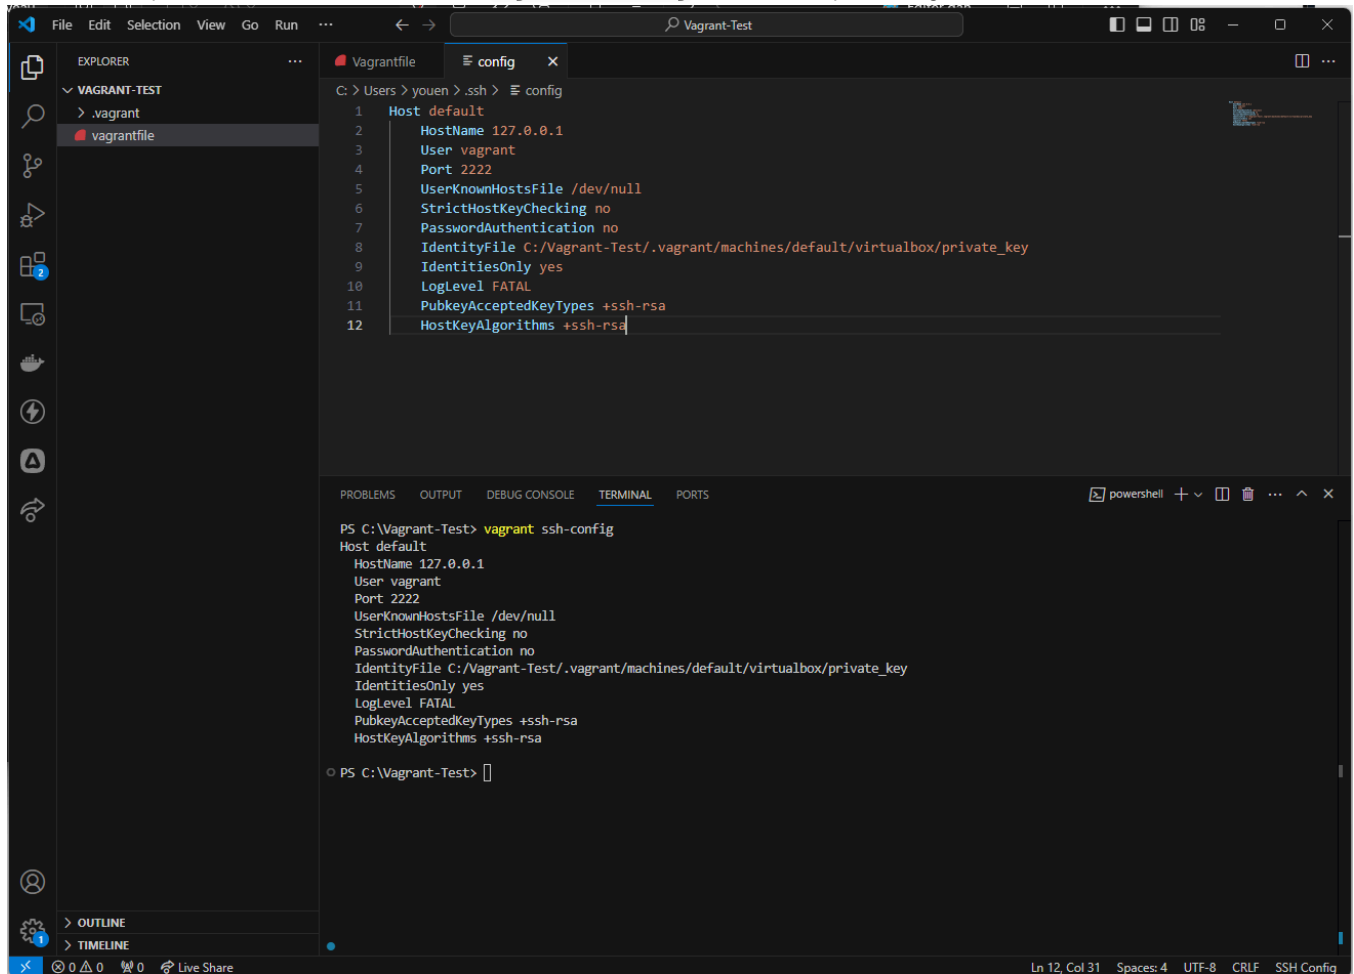 File Edit Selection View Go Run ··· Vagrant-Test
EXPLORER ···
VAGRANT-TEST
.vagrant
vagrantfile
Vagrantfile config
C: > Users > youen > .ssh > config
1 Host default
2 HostName 127.0.0.1
3 User vagrant
4 Port 2222
5 UserKnownHostsFile /dev/null
6 StrictHostKeyChecking no
7 PasswordAuthentication no
8 IdentityFile C:/Vagrant-Test/.vagrant/machines/default/virtualbox/private_key
9 IdentitiesOnly yes
10 LogLevel FATAL
11 PubkeyAcceptedKeyTypes +ssh-rsa
12 HostKeyAlgorithms +ssh-rsa
2
PROBLEMS OUTPUT DEBUG CONSOLE TERMINAL PORTS powershell
PS C:\Vagrant-Test> vagrant ssh-config
Host default
HostName 127.0.0.1
User vagrant
Port 2222
UserKnownHostsFile /dev/null
StrictHostKeyChecking no
PasswordAuthentication no
IdentityFile C:/Vagrant-Test/.vagrant/machines/default/virtualbox/private_key
IdentitiesOnly yes
LogLevel FATAL
PubkeyAcceptedKeyTypes +ssh-rsa
HostKeyAlgorithms +ssh-rsa
PS C:\Vagrant-Test>
OUTLINE
1
TIMELINE
0 0 0 Live Share Ln 12, Col 31 Spaces: 4 UTF-8 CRLF SSH Config